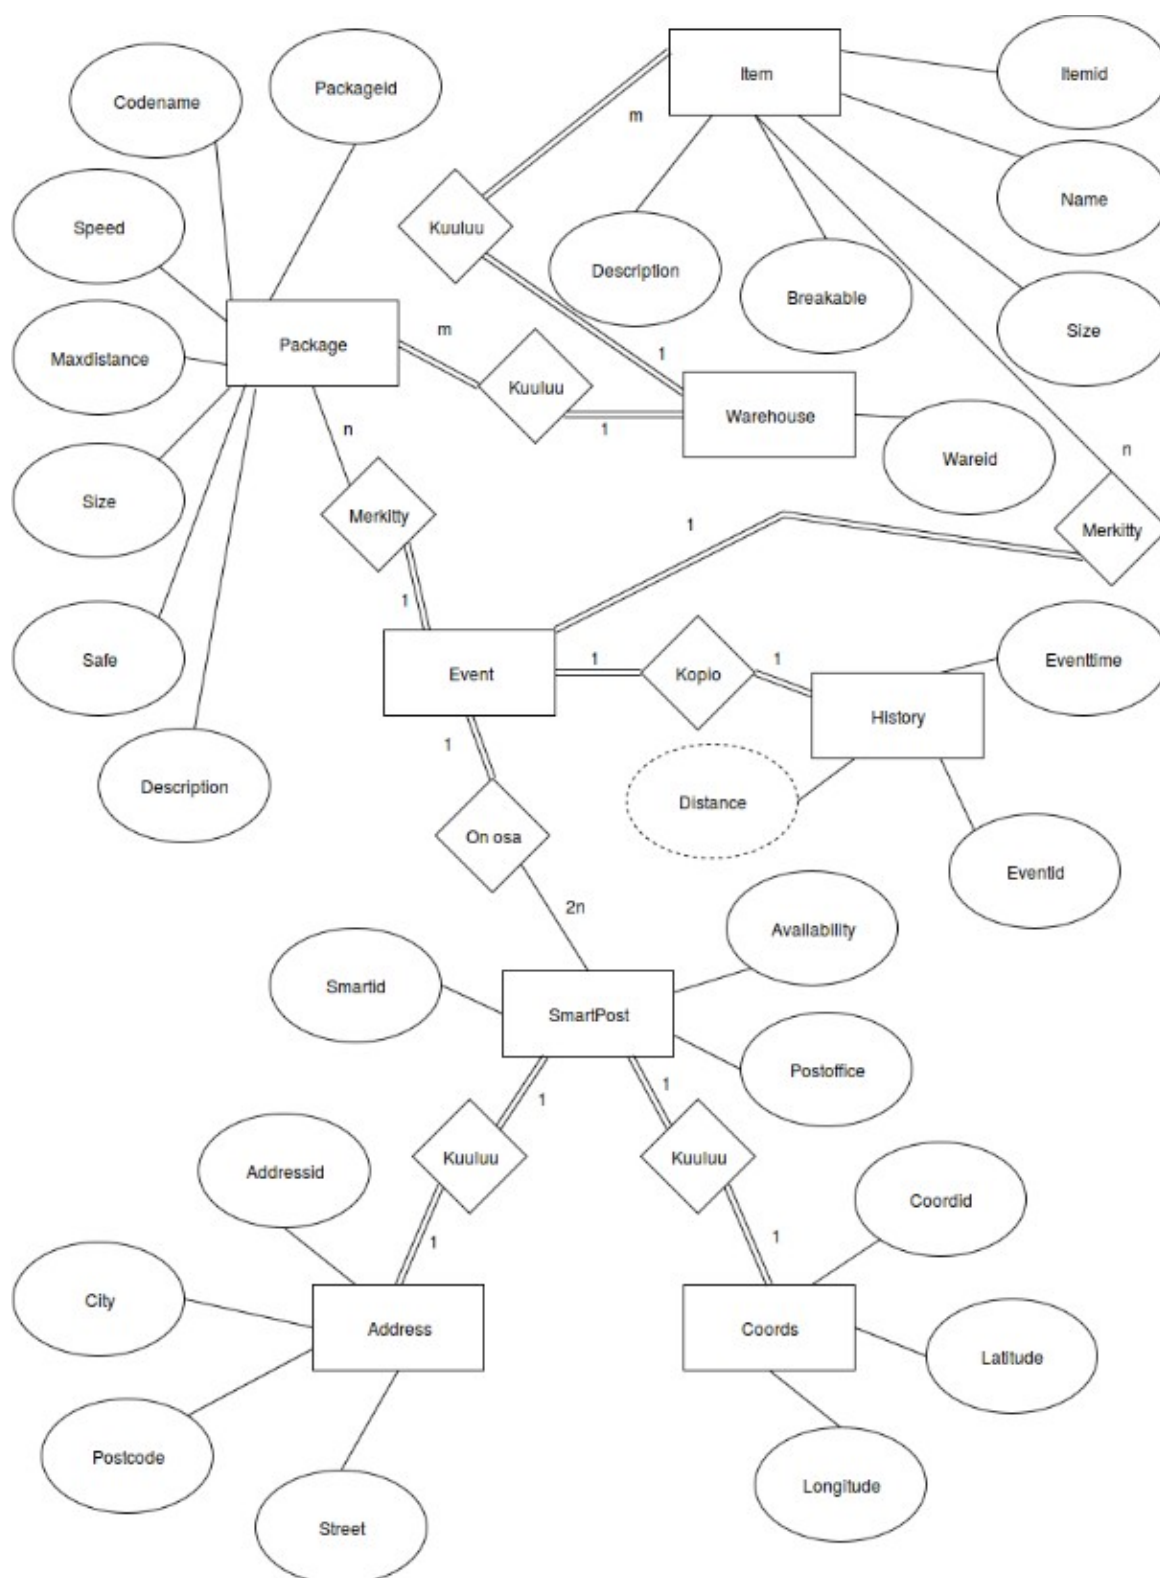 Item
Itemid
Codename
PackageId
m
Name
Speed
Kuuluu
Description
Breakable
Size
Maxdistance
Package
m
Kuuluu
1
1
Warehouse
Wareid
n
n
Size
Merkitty
1
Merkitty
1
Safe
Event
1
Kopio
1
Eventtime
History
1
Distance
Description
On osa
EventId
2n
Availability
Smartid
SmartPost
Postoffice
1
1
Kuuluu
Kuuluu
Addressid
Coordid
1
1
City
Address
Coords
Latitude
Postcode
Longitude
Street